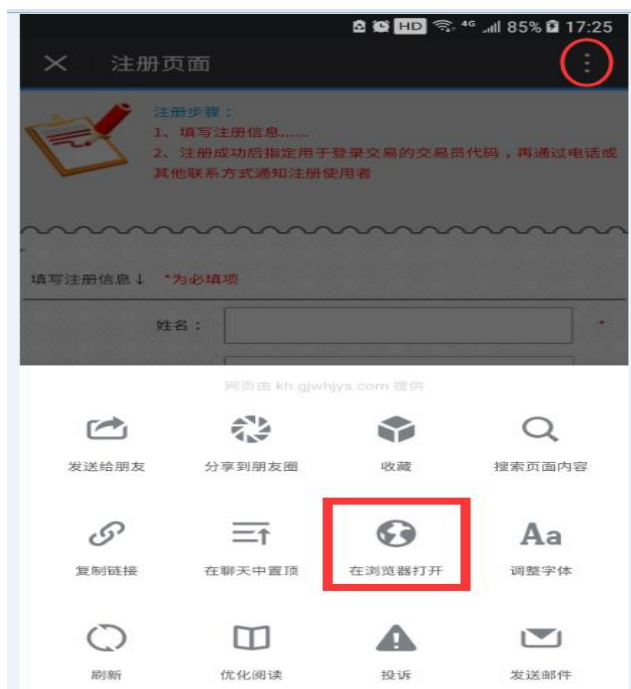 HD 4G 85% 17:25
注册页面
注册步骤：
1、填写注册信息......
2、注册成功后指定用于登录交易的交易员代码，再通过电话或
其他联系方式通知注册使用者
填写注册信息↓ *为必填项
姓名： *
网页由 kh.gjwhjys.com 提供
发送给朋友 分享到朋友圈 收藏 搜索页面内容
复制链接 在聊天中置顶 在浏览器打开 Aa 调整字体
刷新 优化阅读 投诉 发送邮件